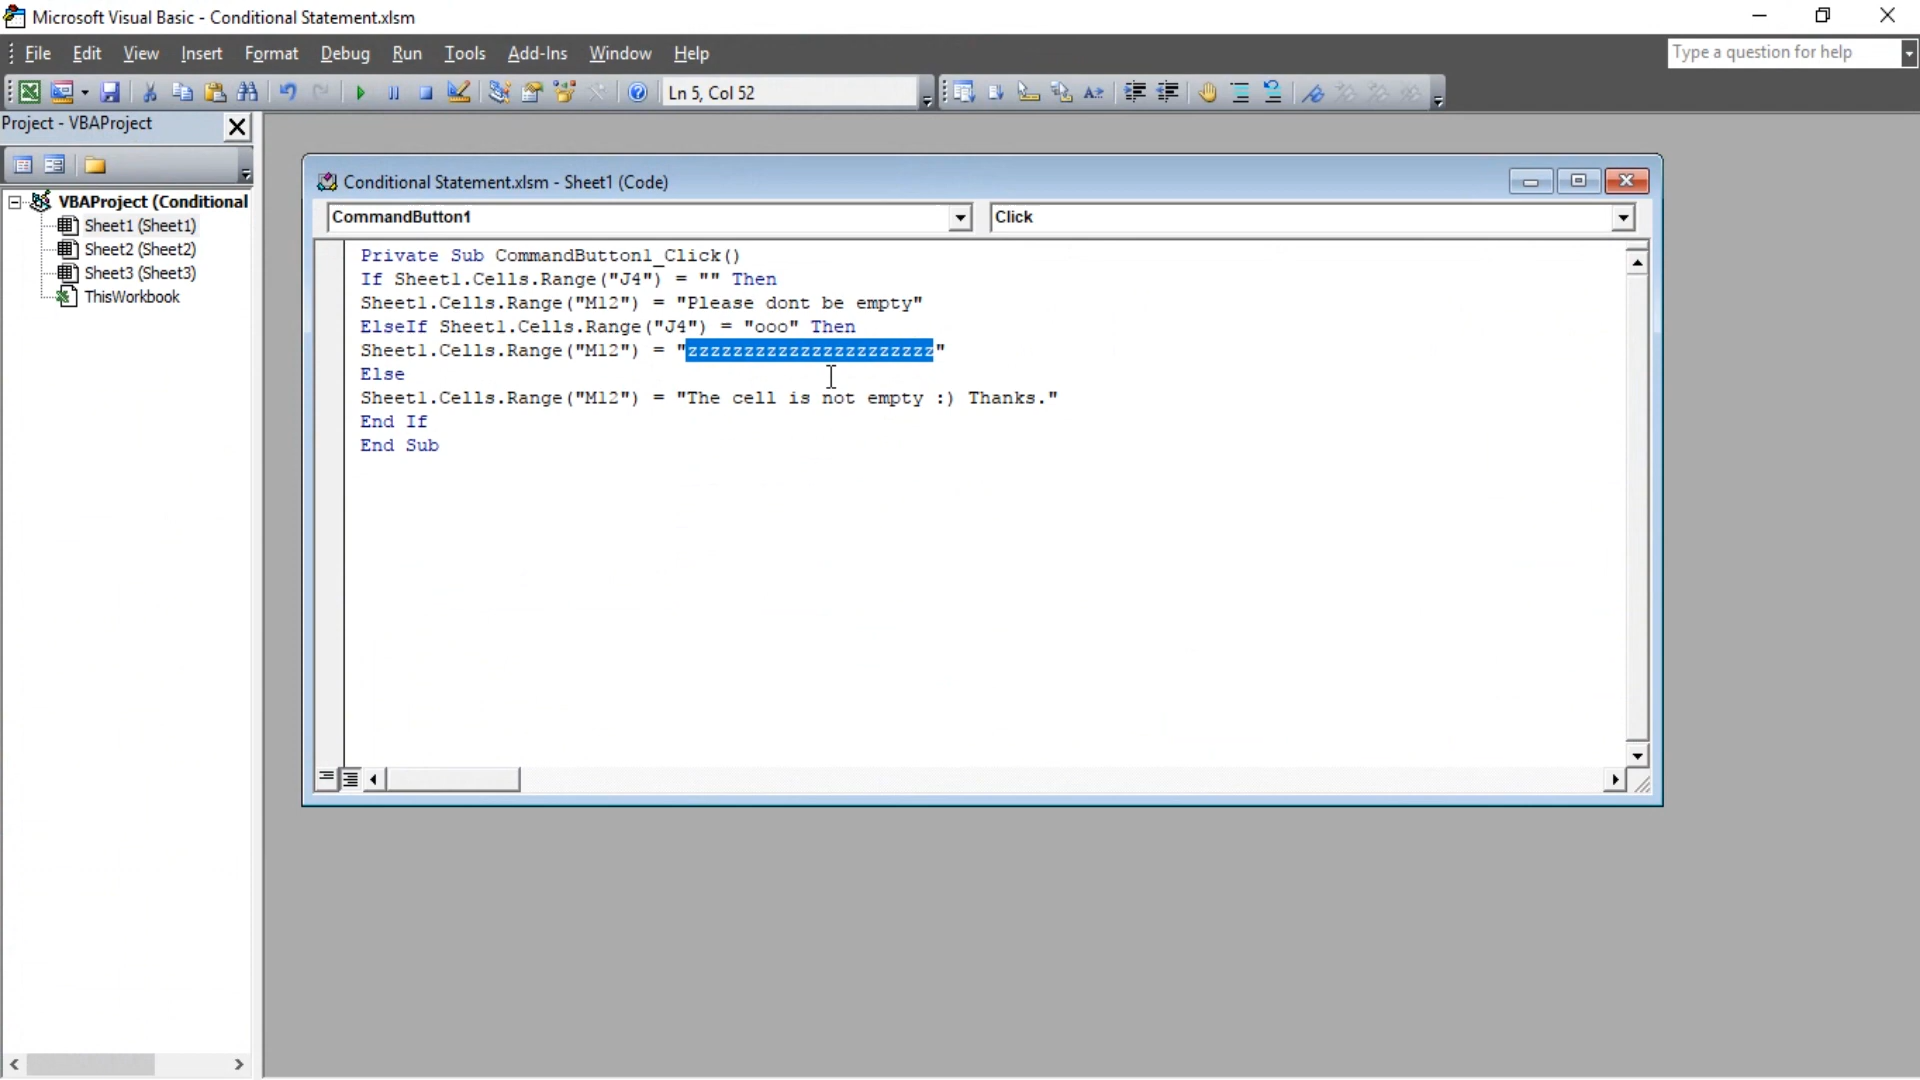 Microsoft Visual Basic - Conditional Statement.xlsm
File Edit View Insert Format Debug Run Tools Add-Ins Window Help
Type a question for help
Ln 5, Col 52
Project - VBAProject
VBAProject (Conditional
Sheet1 (Sheet1)
Sheet2 (Sheet2)
Sheet3 (Sheet3)
ThisWorkbook
Conditional Statement.xlsm - Sheet1 (Code)
CommandButton1
Click
Private Sub CommandButton1_Click()
If Sheet1.Cells.Range("J4") = "" Then
Sheet1.Cells.Range("M12") = "Please dont be empty"
ElseIf Sheet1.Cells.Range("J4") = "ooo" Then
Sheet1.Cells.Range("M12") = "zzzzzzzzzzzzzzzzzzzzzz"
Else
Sheet1.Cells.Range("M12") = "The cell is not empty :) Thanks."
End If
End Sub